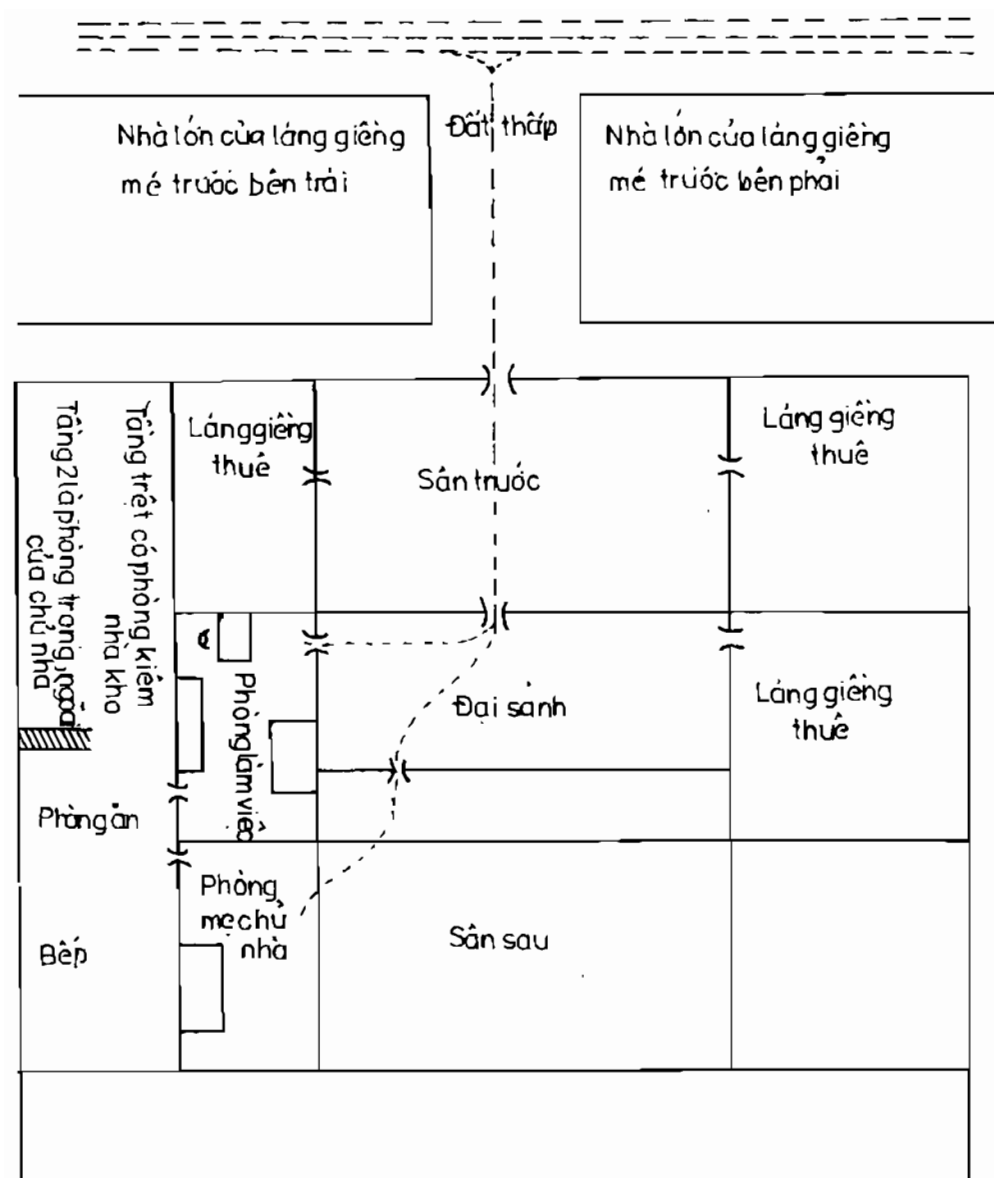 Nhà lớn của láng giềng
mé trước bên trái
Đất thấp
Nhà lớn của láng giềng
mé trước bên phải
Tầng trệt có phòng kiêm
nhà kho
Tầng 2 là phòng trong, ngoài
của chủ nhà
Láng giềng
thuê
Sân trước
Láng giềng
thuê
Phòng làm việc
Đại sảnh
Láng giềng
thuê
Phòng ăn
Phòng
mẹ chủ
nhà
Sân sau
Bếp